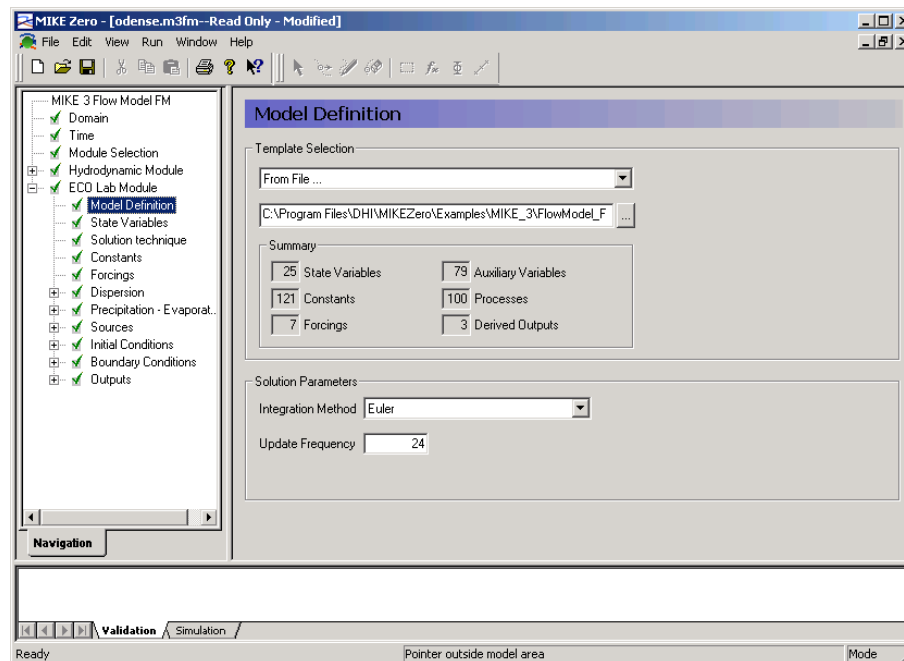 MIKE Zero - [odense.m3fm--Read Only - Modified]
File Edit View Run Window Help
MIKE 3 Flow Model FM
Domain
Time
Module Selection
Hydrodynamic Module
ECO Lab Module
Model Definition
State Variables
Solution technique
Constants
Forcings
Dispersion
Precipitation - Evaporat..
Sources
Initial Conditions
Boundary Conditions
Outputs
Navigation
Model Definition
Template Selection
From File ...
C:\Program Files\DHI\MIKEZero\Examples\MIKE_3\FlowModel_F
...
Summary
25 State Variables 79 Auxiliary Variables
121 Constants 100 Processes
7 Forcings 3 Derived Outputs
Solution Parameters
Integration Method Euler
Update Frequency 24
Validation Simulation
Ready Pointer outside model area Mode